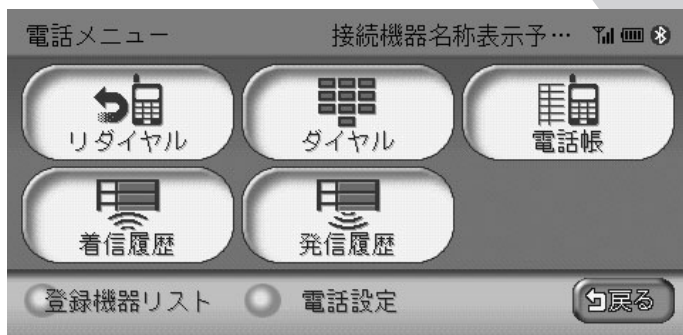 電話メニュー 接続機器名称表示予…
リダイヤル ダイヤル 電話帳
着信履歴 発信履歴
登録機器リスト 電話設定 戻る